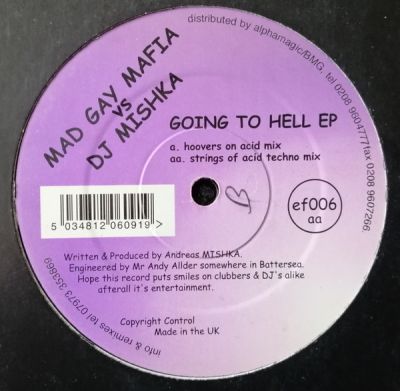 distributed by alphamagic/BMG. tel 0208 9604777fax 0208 9607266.
MAD GAY MAFIA
VS
DJ MISHKA
GOING TO HELL EP
a. hoovers on acid mix
aa. strings of acid techno mix
B
ef006
aa
5 034812 060919 >
Written & Produced by Andreas MISHKA.
Engineered by Mr Andy Allder somewhere in Battersea.
Hope this record puts smiles on clubbers & DJ's alike
afterall it's entertainment.
info & remixes tel 07973 353869
Copyright Control
Made in the UK